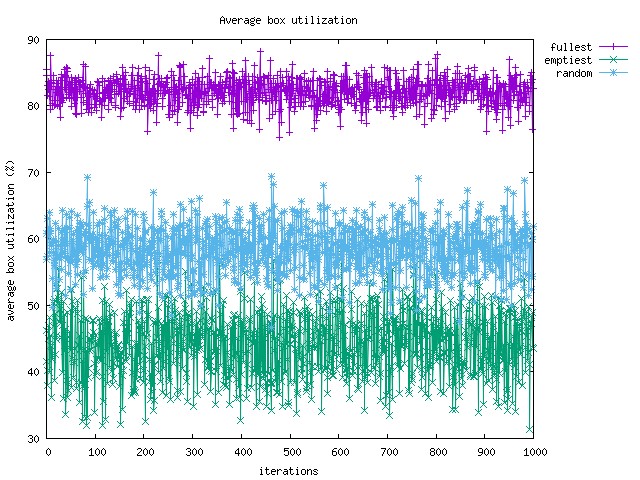 Average box utilization
fullest
emptiest
random
average box utilization (%)
90
80
70
60
50
40
30
0 100 200 300 400 500 600 700 800 900 1000
iterations